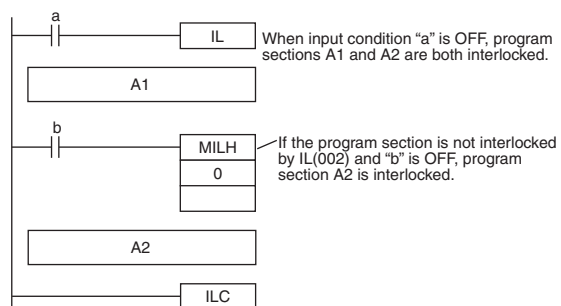 a
IL
When input condition “a” is OFF, program
sections A1 and A2 are both interlocked.
A1
b
MILH
0
If the program section is not interlocked
by IL(002) and “b” is OFF, program
section A2 is interlocked.
A2
ILC